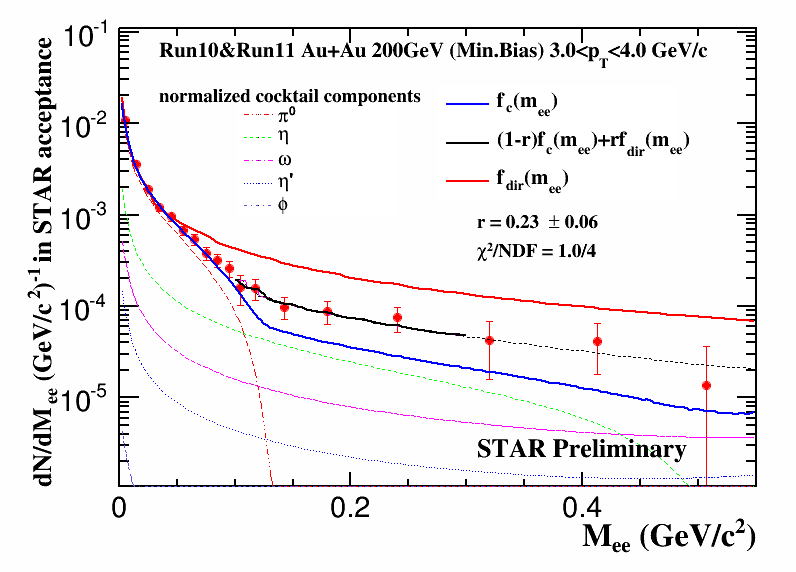 Run10&Run11 Au+Au 200GeV (Min.Bias) 3.0<p_T<4.0 GeV/c
normalized cocktail components
π⁰
η
ω
η'
ϕ
f_c(m_ee)
(1-r)f_c(m_ee)+rf_dir(m_ee)
f_dir(m_ee)
r = 0.23 ± 0.06
χ²/NDF = 1.0/4
STAR Preliminary
dN/dM_ee (GeV/c²)⁻¹ in STAR acceptance
10⁻¹
10⁻²
10⁻³
10⁻⁴
10⁻⁵
0
0.2
0.4
M_ee (GeV/c²)